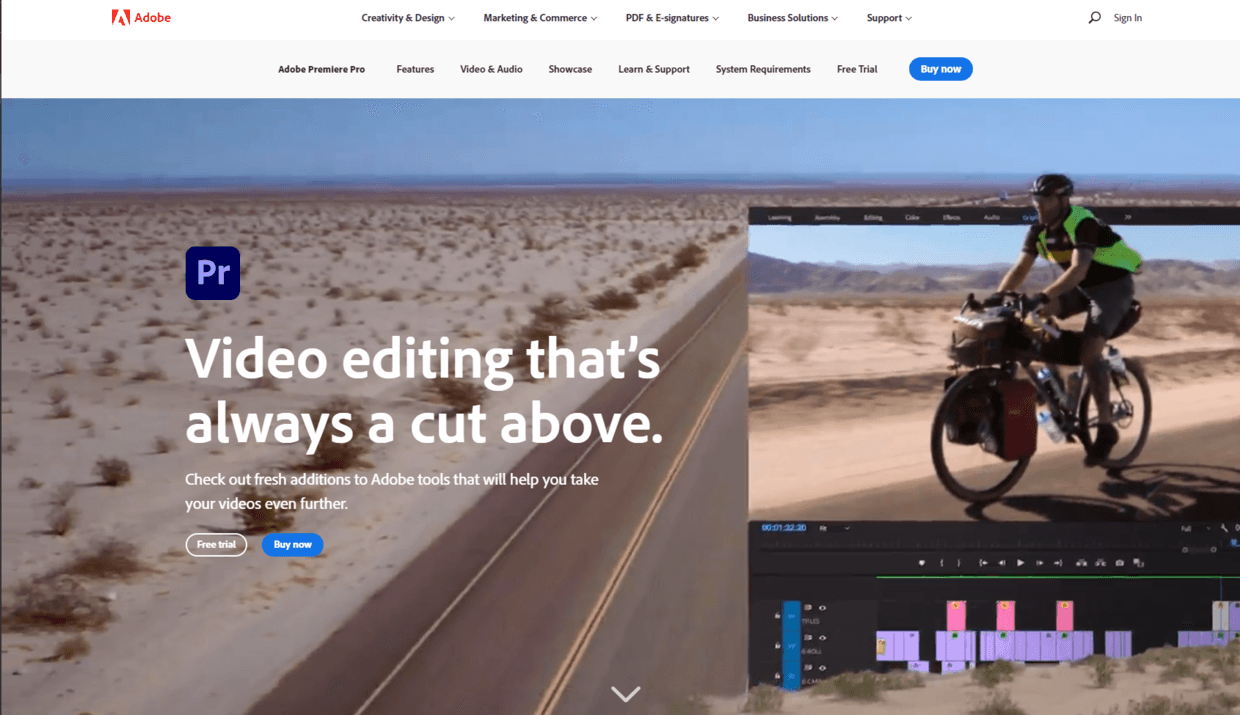 Adobe
Creativity & Design
Marketing & Commerce
PDF & E-signatures
Business Solutions
Support
Sign In
Adobe Premiere Pro
Features
Video & Audio
Showcase
Learn & Support
System Requirements
Free Trial
Buy now
Learning
Assembly
Editing
Color
Effects
Audio
Pr
Video editing that's
always a cut above.
Check out fresh additions to Adobe tools that will help you take
your videos even further.
Free trial
Buy now
00:01:22:20
Fit
Full
TITLES